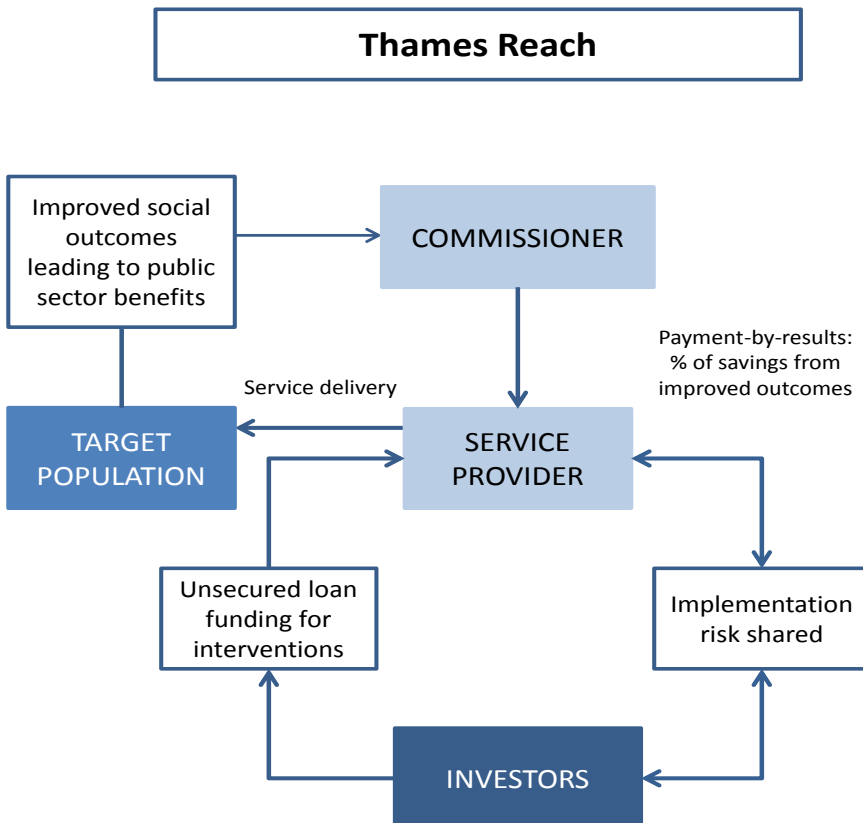 Thames Reach
Improved social
outcomes
leading to public
sector benefits
COMMISSIONER
Payment-by-results:
% of savings from
improved outcomes
Service delivery
TARGET
POPULATION
SERVICE
PROVIDER
Unsecured loan
funding for
interventions
Implementation
risk shared
INVESTORS